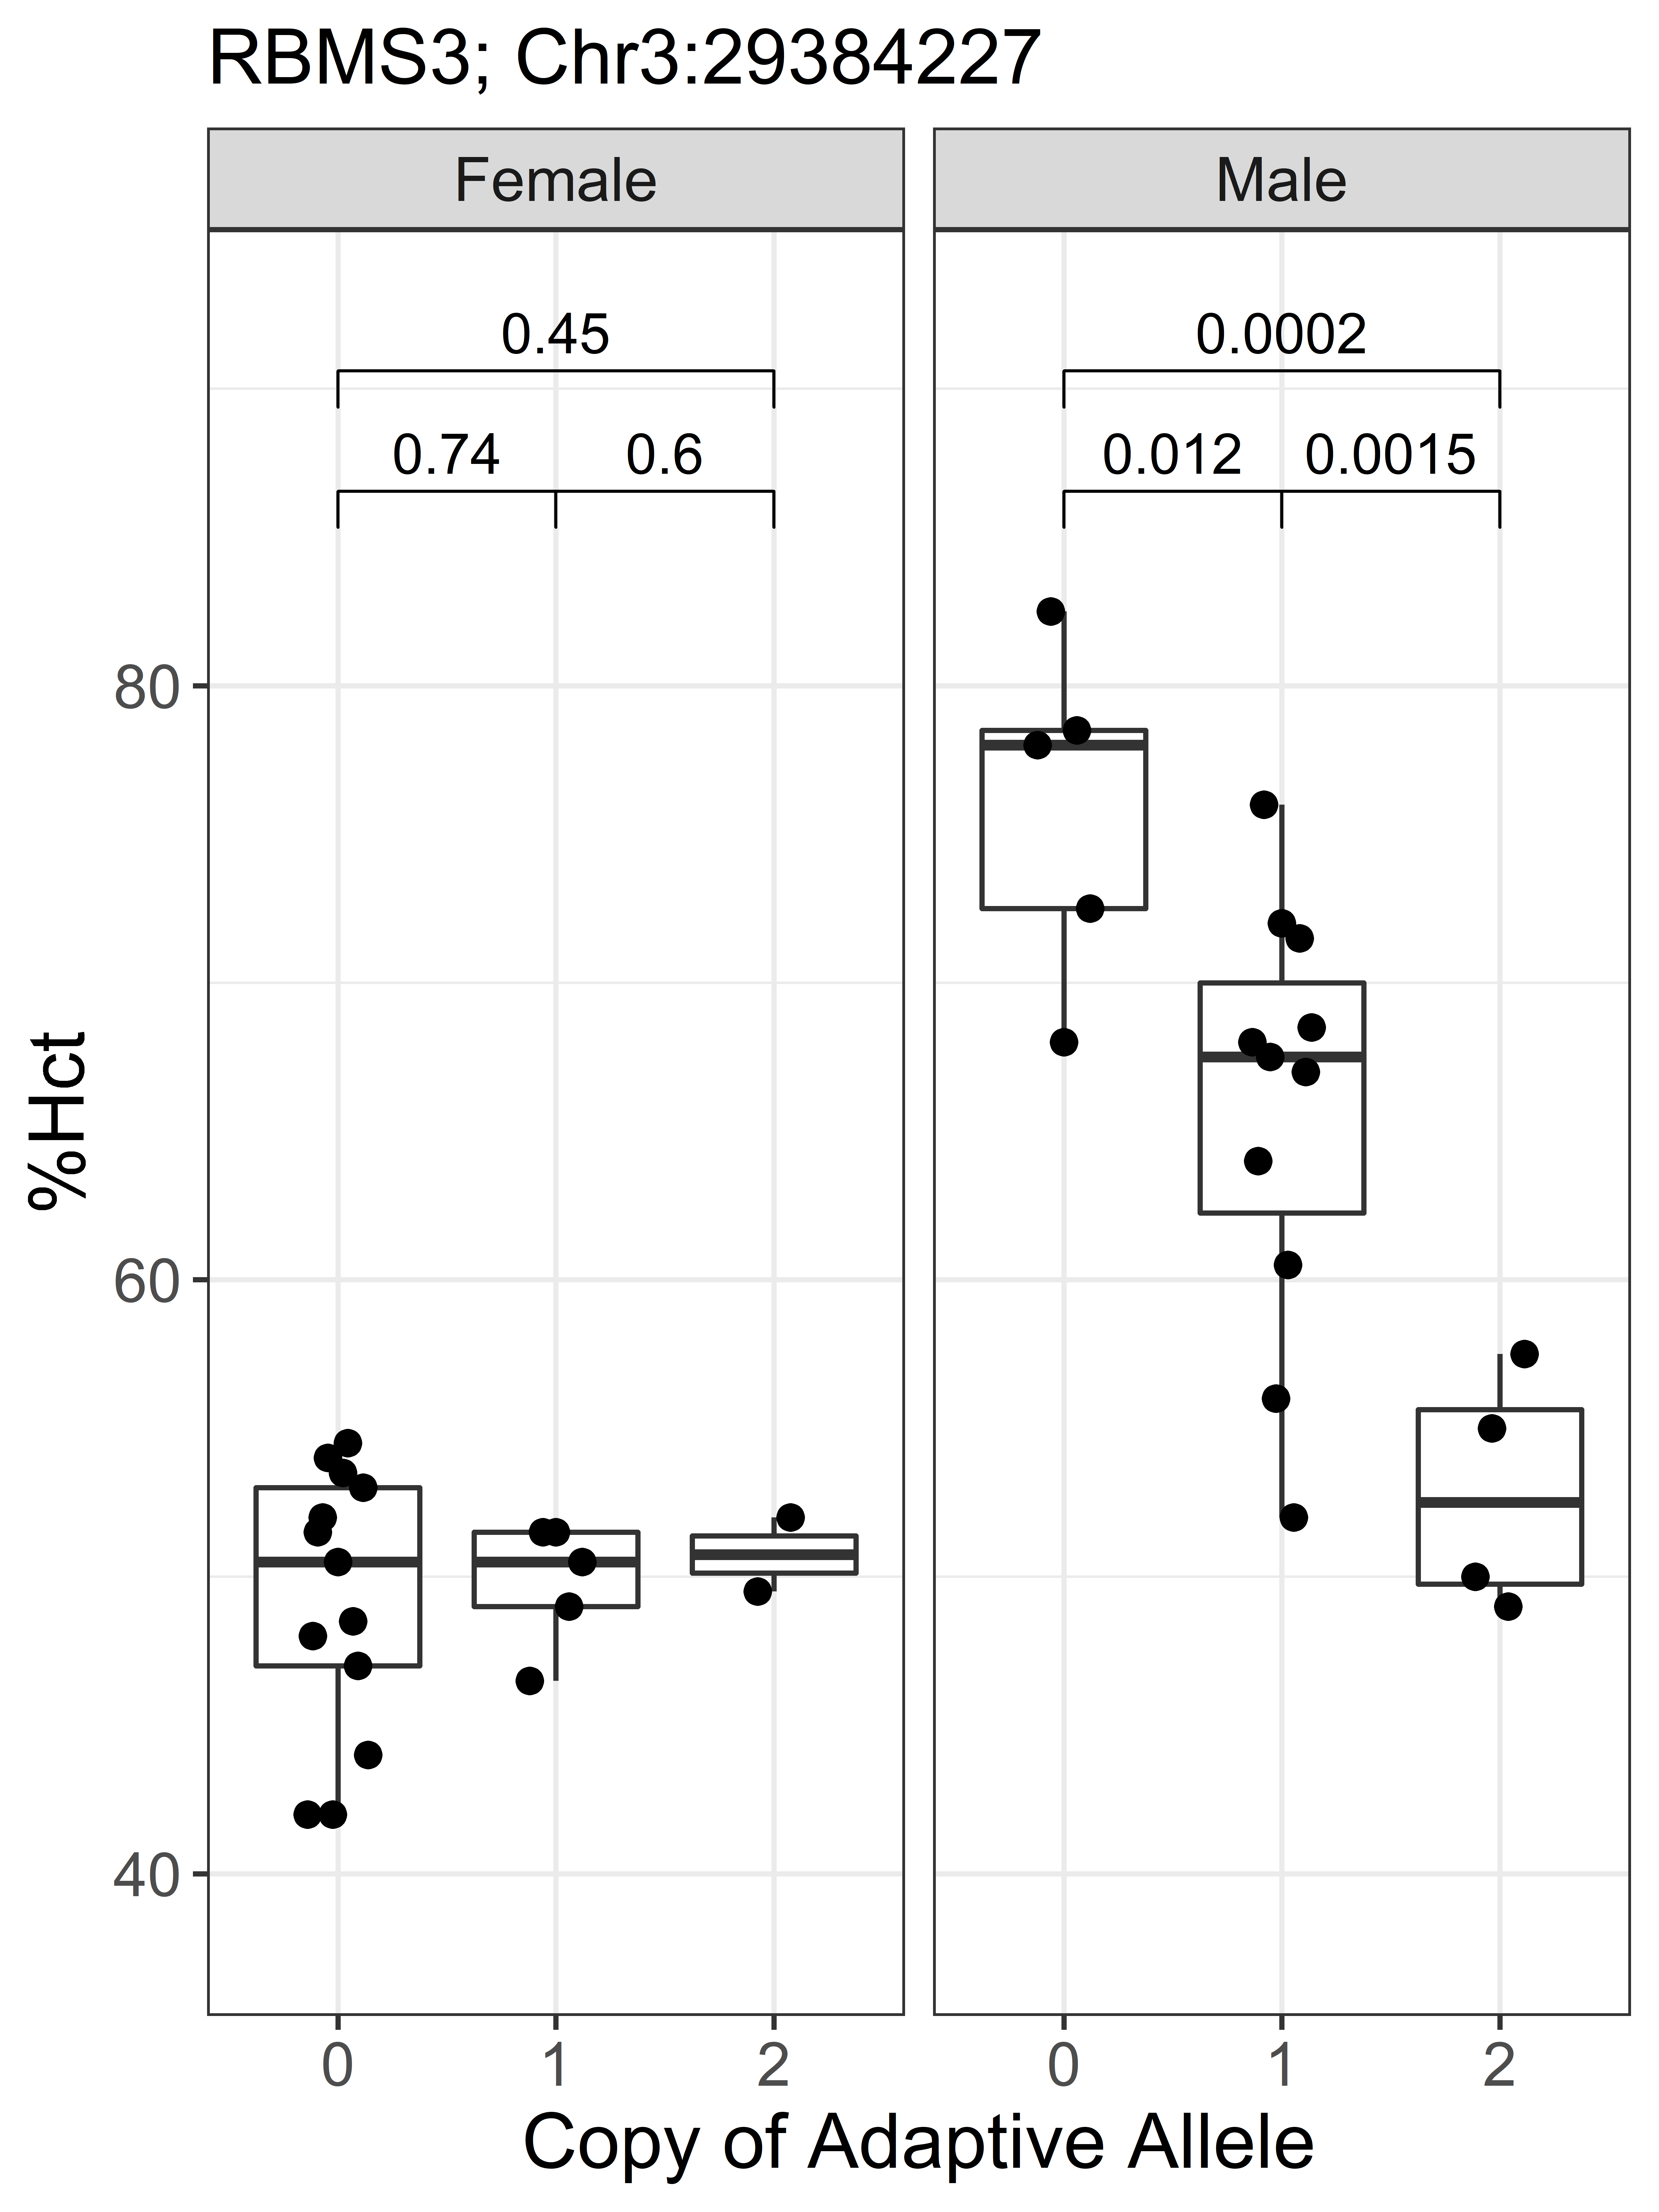 RBMS3; Chr3:29384227
Female Male
0.45 0.0002
0.74 0.6 0.012 0.0015
80
%Hct
60
40
0 1 2 0 1 2
Copy of Adaptive Allele